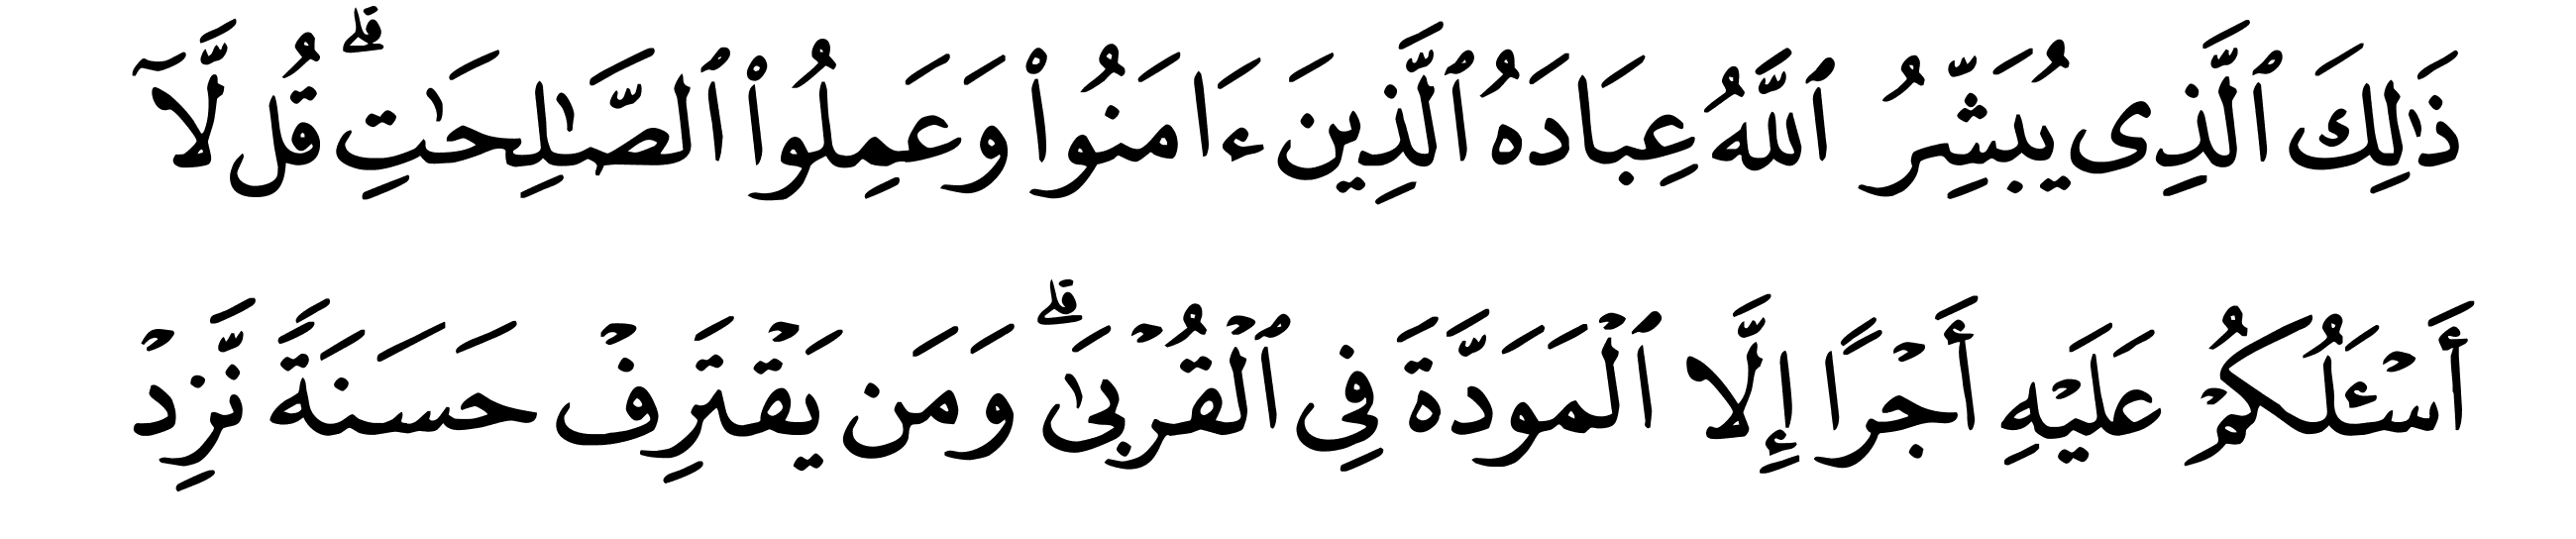 ذَٰلِكَ ٱلَّذِى يُبَشِّرُ ٱللَّهُ عِبَادَهُ ٱلَّذِينَ ءَامَنُوا۟ وَعَمِلُوا۟ ٱلصَّـٰلِحَـٰتِ ۗ قُل لَّآ
أَسْـَٔلُكُمْ عَلَيْهِ أَجْرًا إِلَّا ٱلْمَوَدَّةَ فِى ٱلْقُرْبَىٰ ۗ وَمَن يَقْتَرِفْ حَسَنَةً نَّزِدْ